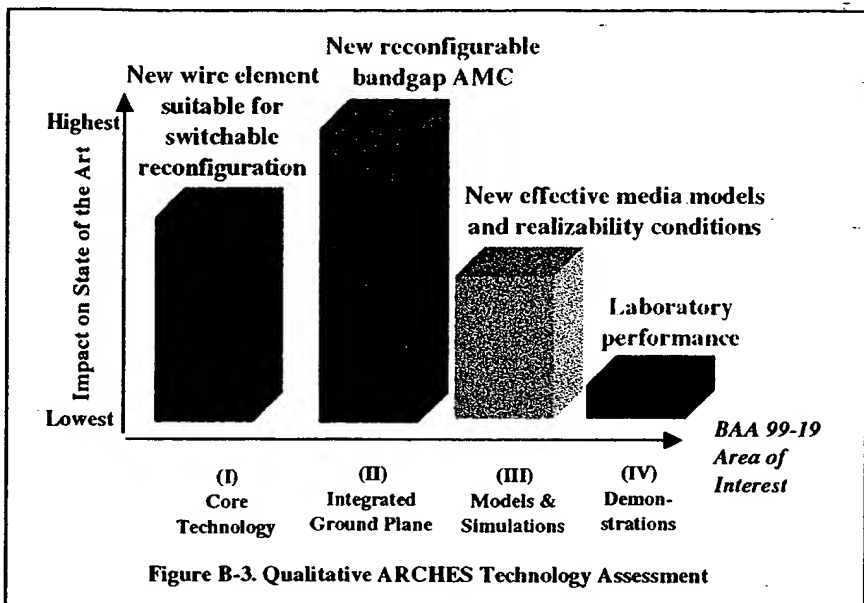 New reconfigurable
bandgap AMC
New wire element
suitable for
switchable
reconfiguration
Highest
Impact on State of the Art
New effective media models
and realizability conditions
Laboratory
performance
Lowest
BAA 99-19
Area of
Interest
(I)
Core
Technology
(II)
Integrated
Ground Plane
(III)
Models &
Simulations
(IV)
Demon-
strations
Figure B-3. Qualitative ARCHES Technology Assessment